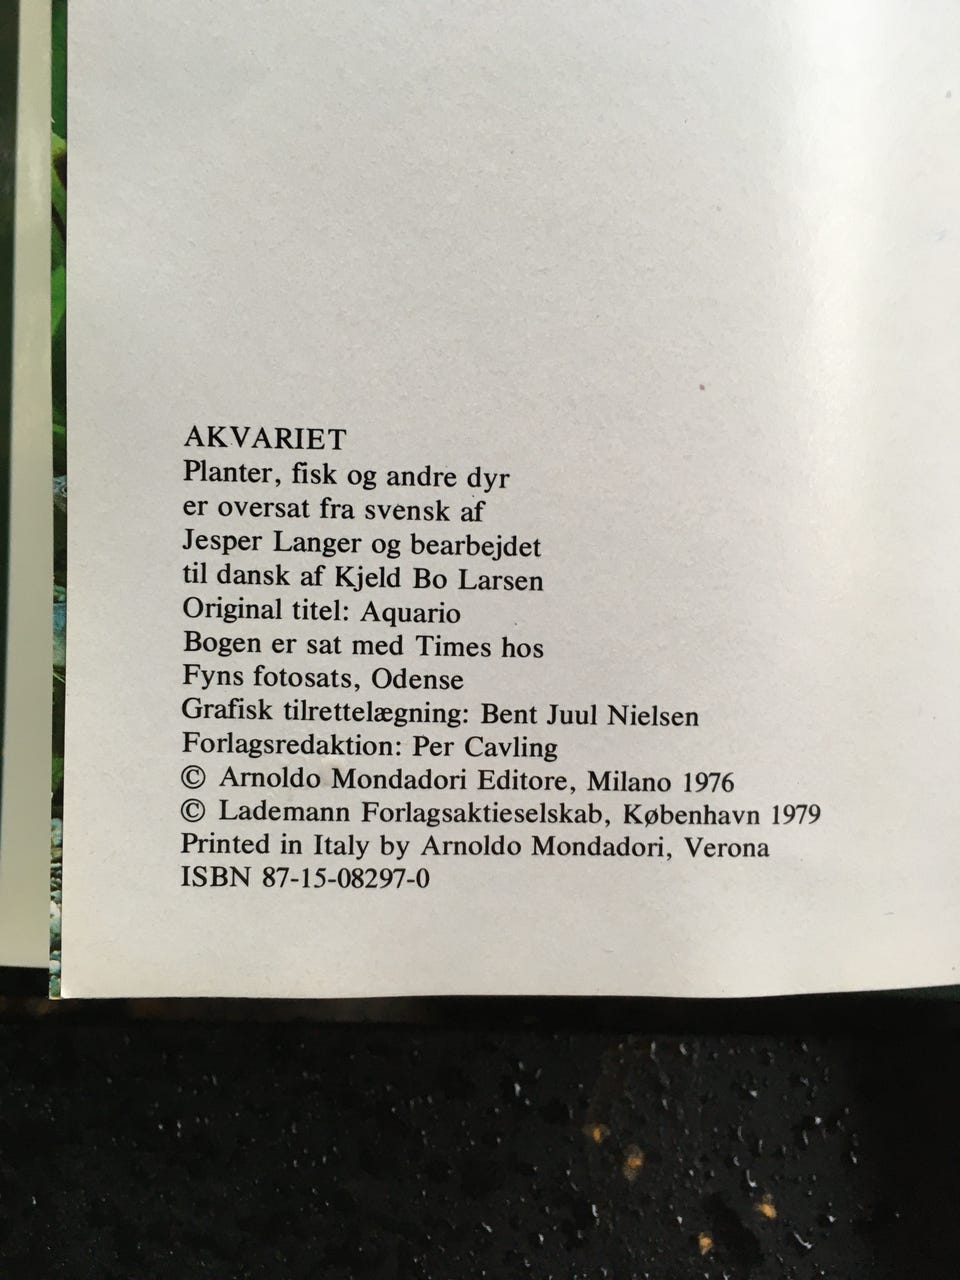 AKVARIET
Planter, fisk og andre dyr
er oversat fra svensk af
Jesper Langer og bearbejdet
til dansk af Kjeld Bo Larsen
Original titel: Aquario
Bogen er sat med Times hos
Fyns fotosats, Odense
Grafisk tilrettelægning: Bent Juul Nielsen
Forlagsredaktion: Per Cavling
© Arnoldo Mondadori Editore, Milano 1976
© Lademann Forlagsaktieselskab, København 1979
Printed in Italy by Arnoldo Mondadori, Verona
ISBN 87-15-08297-0